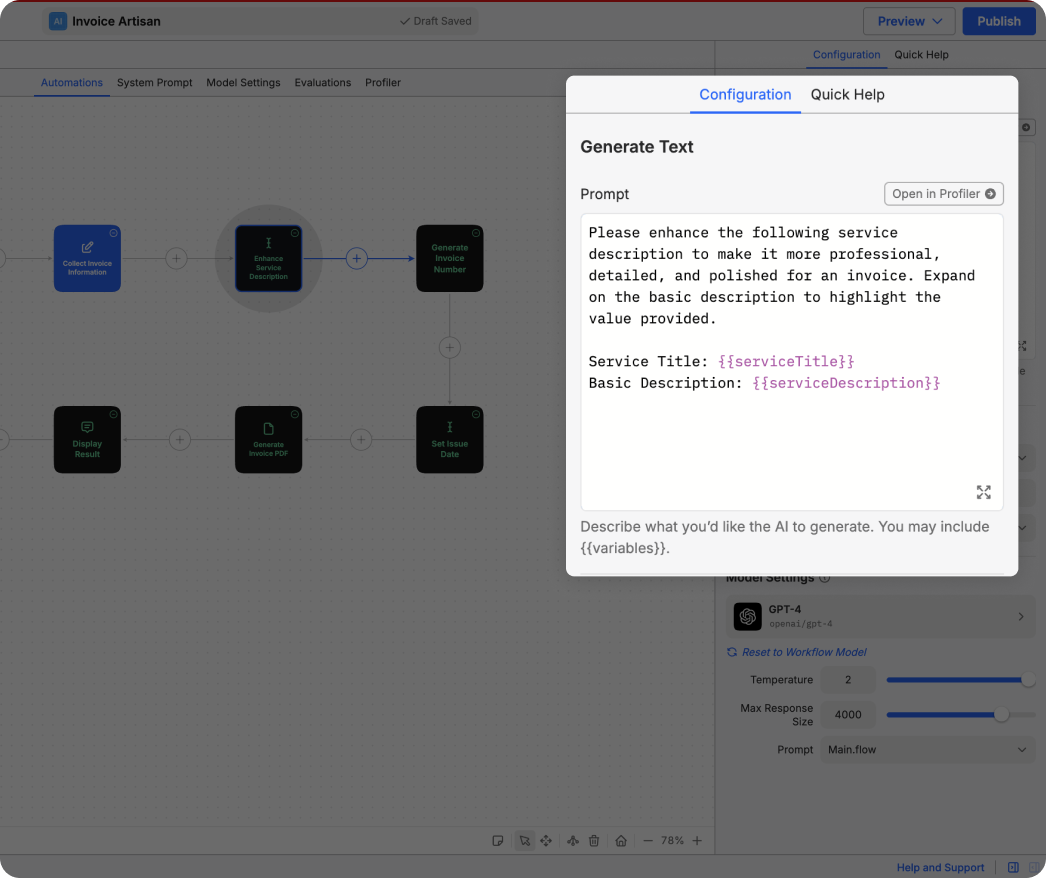 AI Invoice Artisan
Draft Saved
Preview
Publish
Configuration Quick Help
Automations System Prompt Model Settings Evaluations Profiler
Configuration Quick Help
Generate Text
Prompt
Open in Profiler
Please enhance the following service
description to make it more professional,
detailed, and polished for an invoice. Expand
on the basic description to highlight the
value provided.
Service Title: {{serviceTitle}}
Basic Description: {{serviceDescription}}
Describe what you’d like the AI to generate. You may include
{{variables}}.
Collect Invoice
Information
Enhance
Service
Description
Generate
Invoice
Number
Display
Result
Generate
Invoice PDF
Set Issue
Date
Model Settings
GPT-4
openai/gpt-4
Reset to Workflow Model
Temperature 2
Max Response
Size
4000
Prompt Main.flow
78%
Help and Support